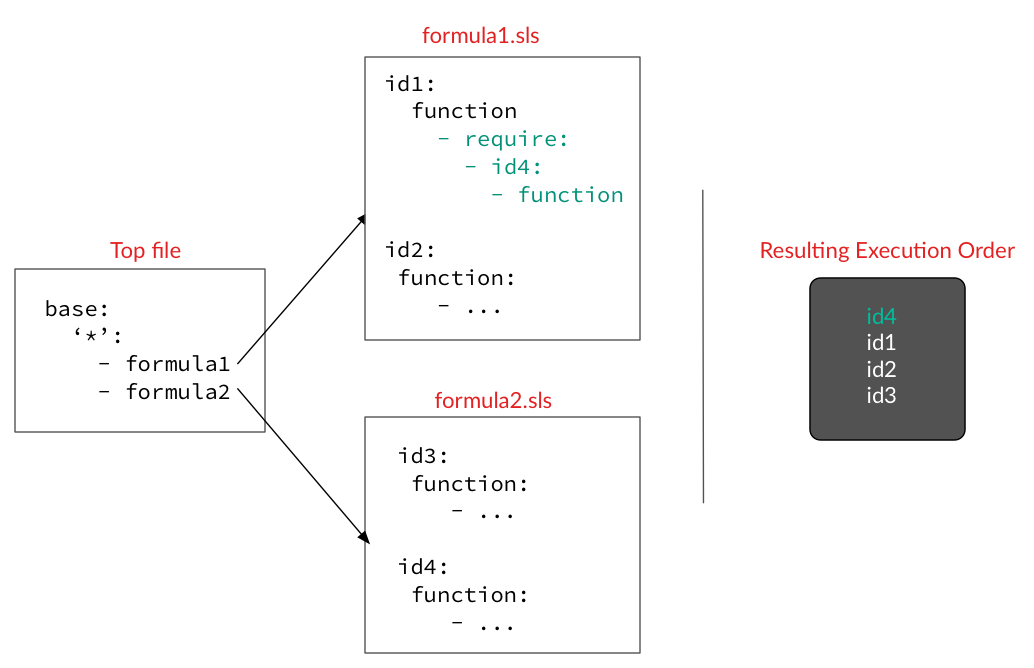 Top file
base:
‘*’:
- formula1
- formula2
formula1.sls
id1:
function
- require:
- id4:
- function
id2:
function:
- ...
formula2.sls
id3:
function:
- ...
id4:
function:
- ...
Resulting Execution Order
id4
id1
id2
id3